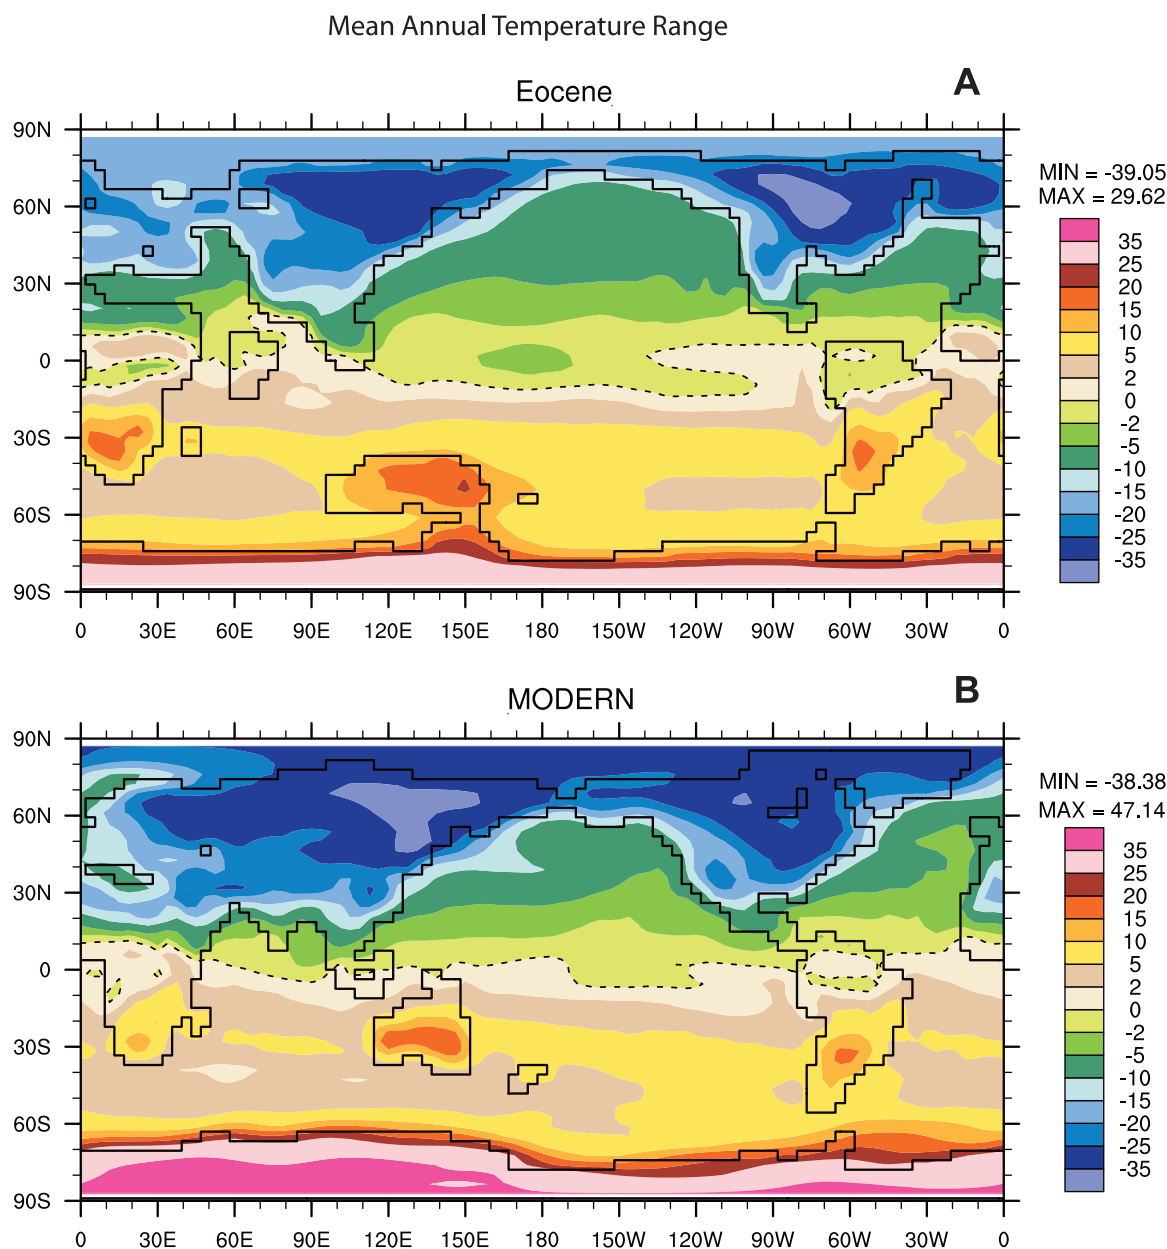 Mean Annual Temperature Range
Eocene
A
90N
60N
30N
0
30S
60S
90S
0 30E 60E 90E 120E 150E 180 150W 120W 90W 60W 30W 0
MIN = -39.05
MAX = 29.62
35
25
20
15
10
5
2
0
-2
-5
-10
-15
-20
-25
-35
MODERN
B
90N
60N
30N
0
30S
60S
90S
0 30E 60E 90E 120E 150E 180 150W 120W 90W 60W 30W 0
MIN = -38.38
MAX = 47.14
35
25
20
15
10
5
2
0
-2
-5
-10
-15
-20
-25
-35